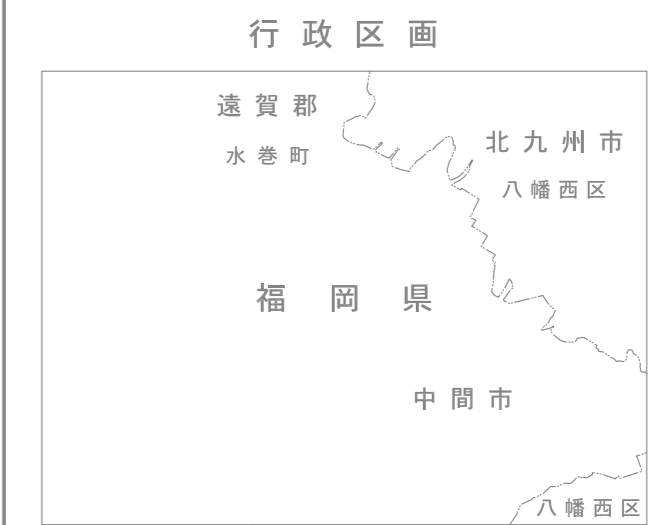 行政区画
遠賀郡
水巻町
北九州市
八幡西区
福岡県
中間市
八幡西区